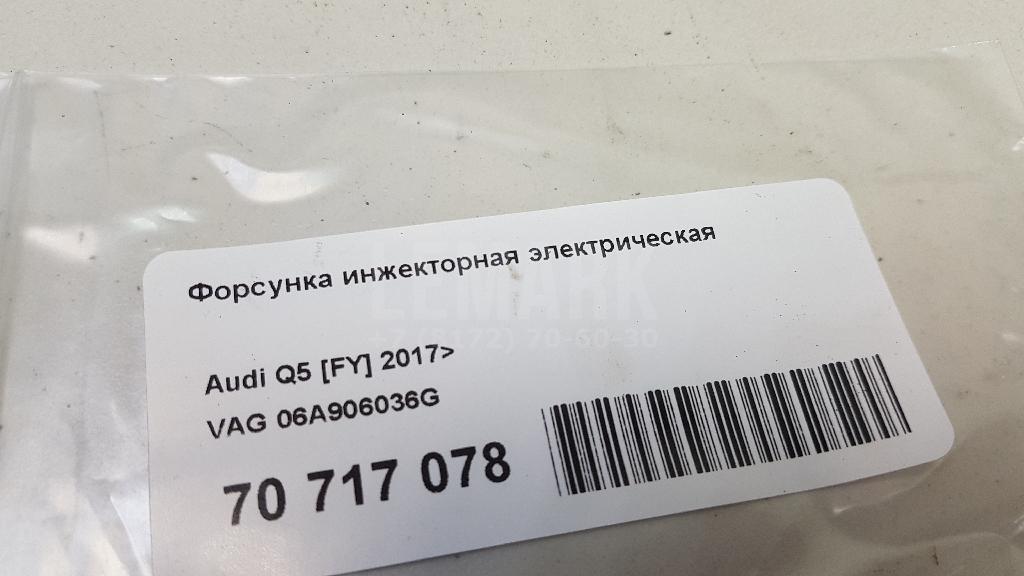 Форсунка инжекторная электрическая
LEMARK
+7 (8172) 70-60-30
Audi Q5 [FY] 2017>
VAG 06A906036G
70 717 078